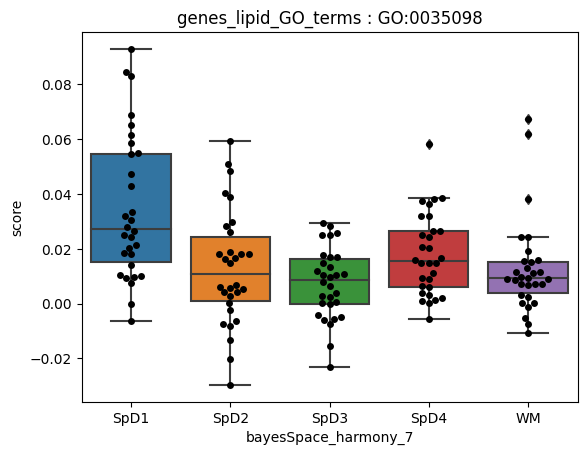 genes_lipid_GO_terms : GO:0035098
score
0.08
0.06
0.04
0.02
0.00
−0.02
SpD1 SpD2 SpD3 SpD4 WM
bayesSpace_harmony_7